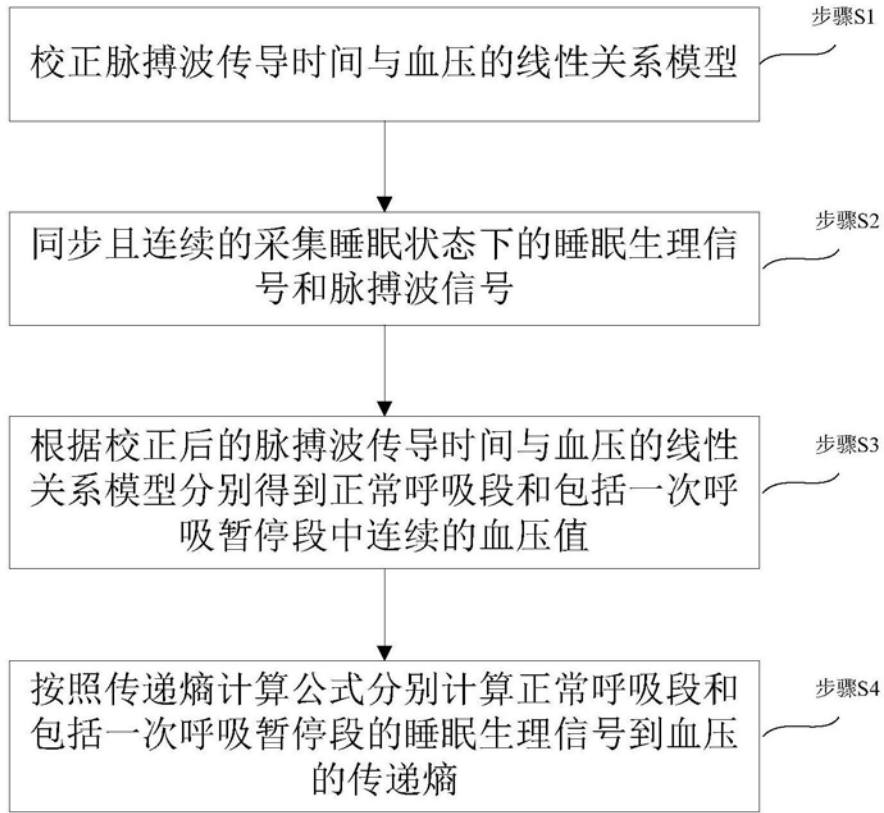 步骤S1
校正脉搏波传导时间与血压的线性关系模型
步骤S2
同步且连续的采集睡眠状态下的睡眠生理信
号和脉搏波信号
步骤S3
根据校正后的脉搏波传导时间与血压的线性
关系模型分别得到正常呼吸段和包括一次呼
吸暂停段中连续的血压值
步骤S4
按照传递熵计算公式分别计算正常呼吸段和
包括一次呼吸暂停段的睡眠生理信号到血压
的传递熵